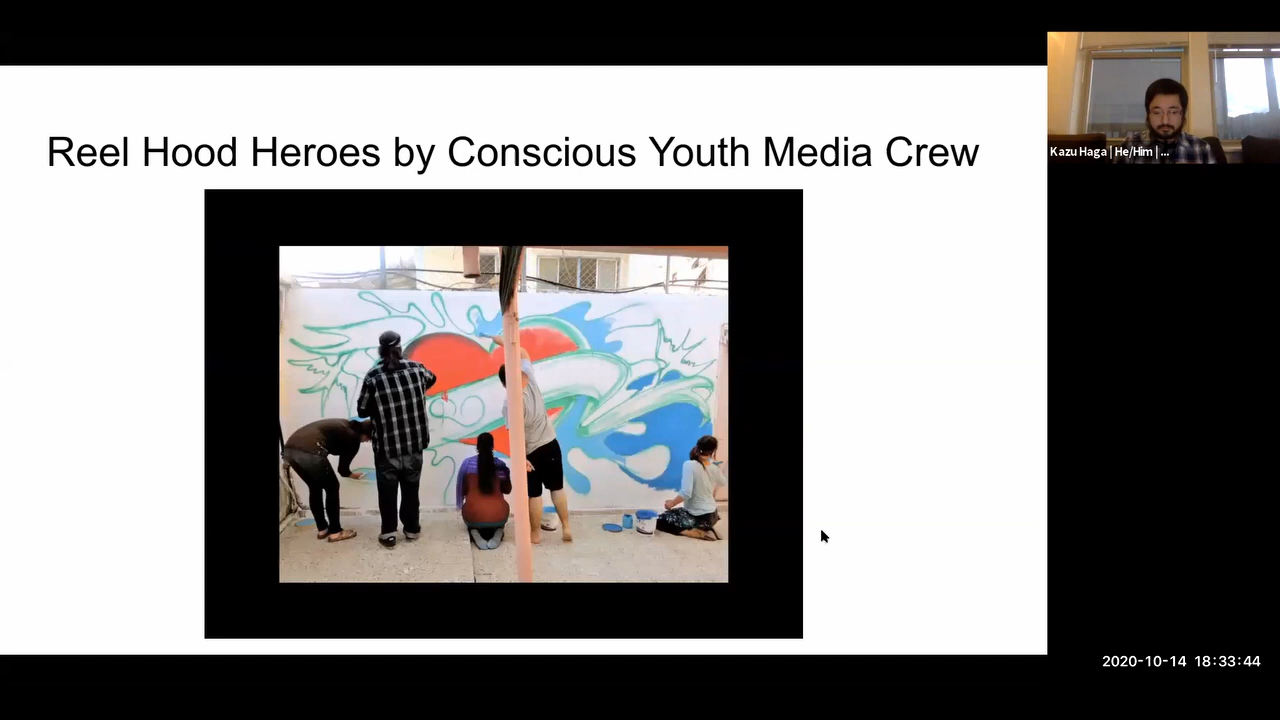 Reel Hood Heroes by Conscious Youth Media Crew
Kazu Haga | He/Him | ...
2020-10-14 18:33:44